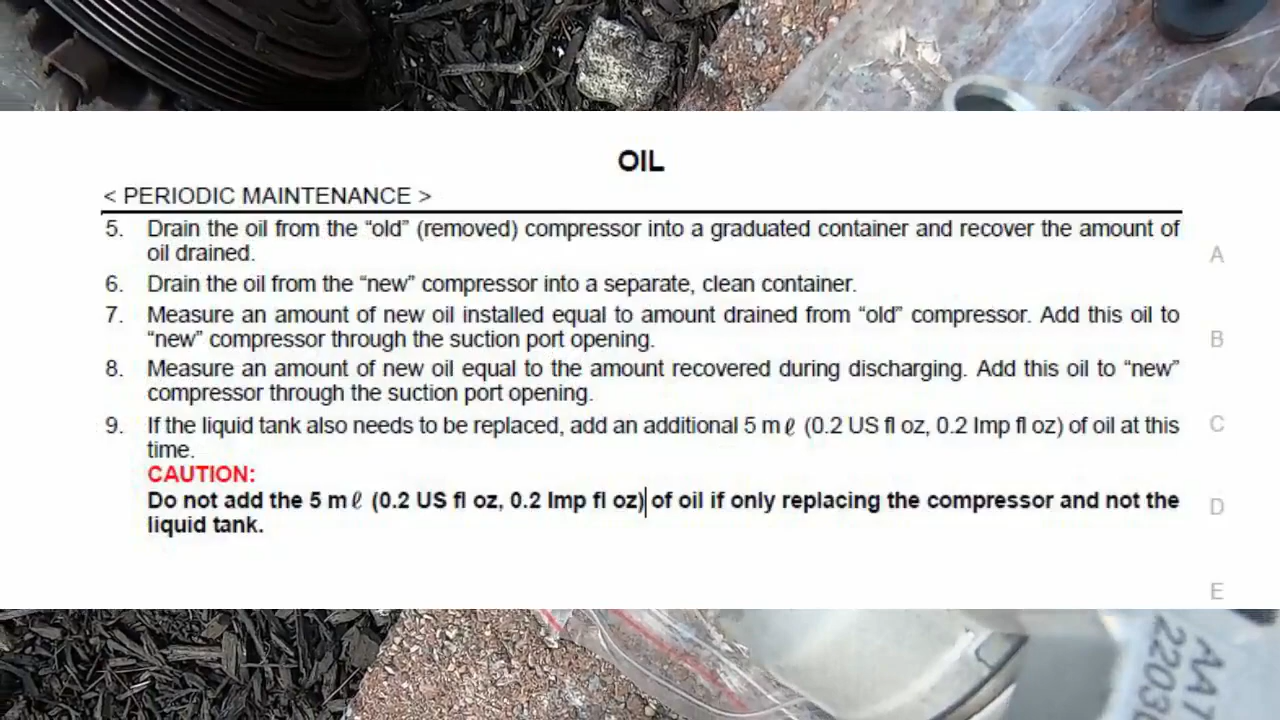 OIL
< PERIODIC MAINTENANCE >
5. Drain the oil from the “old” (removed) compressor into a graduated container and recover the amount of
oil drained.
A
6. Drain the oil from the “new” compressor into a separate, clean container.
7. Measure an amount of new oil installed equal to amount drained from “old” compressor. Add this oil to
“new” compressor through the suction port opening.
B
8. Measure an amount of new oil equal to the amount recovered during discharging. Add this oil to “new”
compressor through the suction port opening.
9. If the liquid tank also needs to be replaced, add an additional 5 mℓ (0.2 US fl oz, 0.2 Imp fl oz) of oil at this
time.
C
CAUTION:
Do not add the 5 mℓ (0.2 US fl oz, 0.2 Imp fl oz) of oil if only replacing the compressor and not the
liquid tank.
D
E